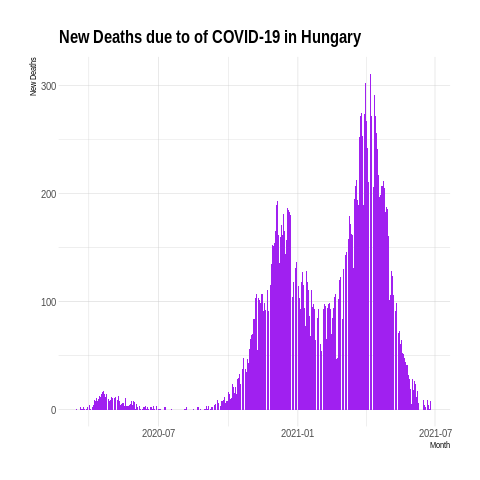 New Deaths due to of COVID-19 in Hungary
New Deaths
300
200
100
0
2020-07
2021-01
2021-07
Month